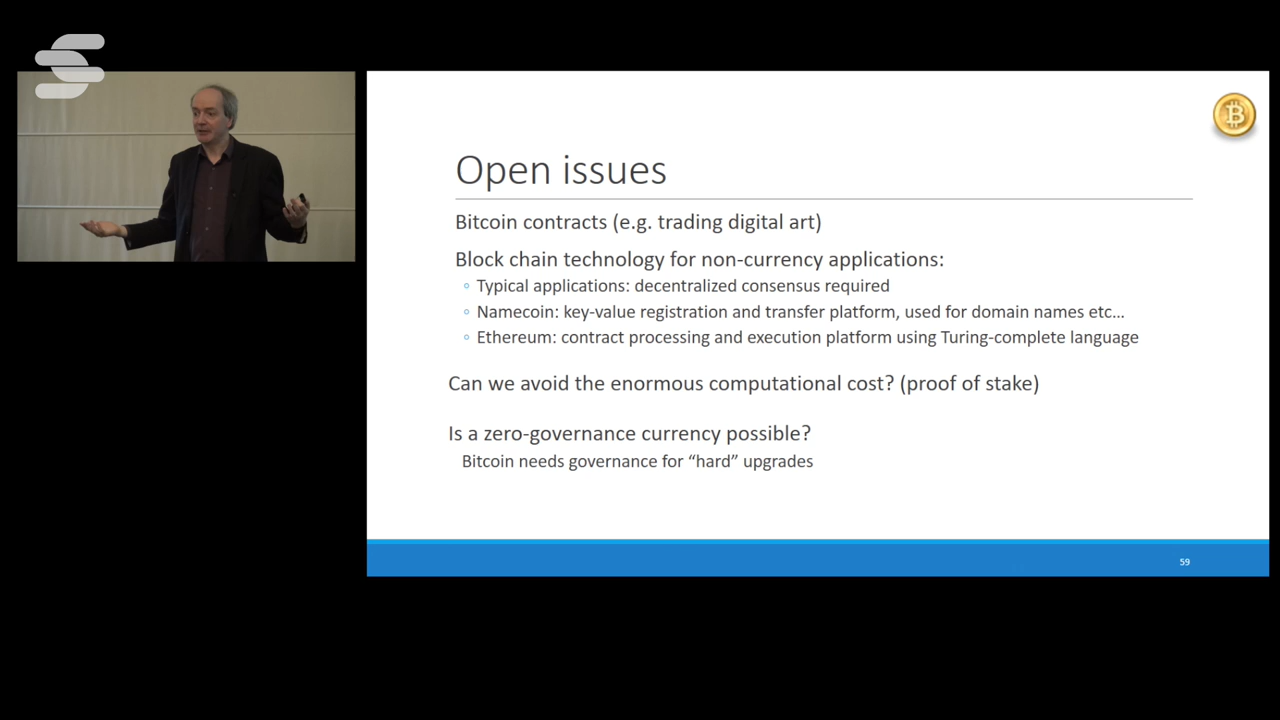 Open issues
Bitcoin contracts (e.g. trading digital art)
Block chain technology for non-currency applications:
◦ Typical applications: decentralized consensus required
◦ Namecoin: key-value registration and transfer platform, used for domain names etc…
◦ Ethereum: contract processing and execution platform using Turing-complete language
Can we avoid the enormous computational cost? (proof of stake)
Is a zero-governance currency possible?
Bitcoin needs governance for “hard” upgrades
59